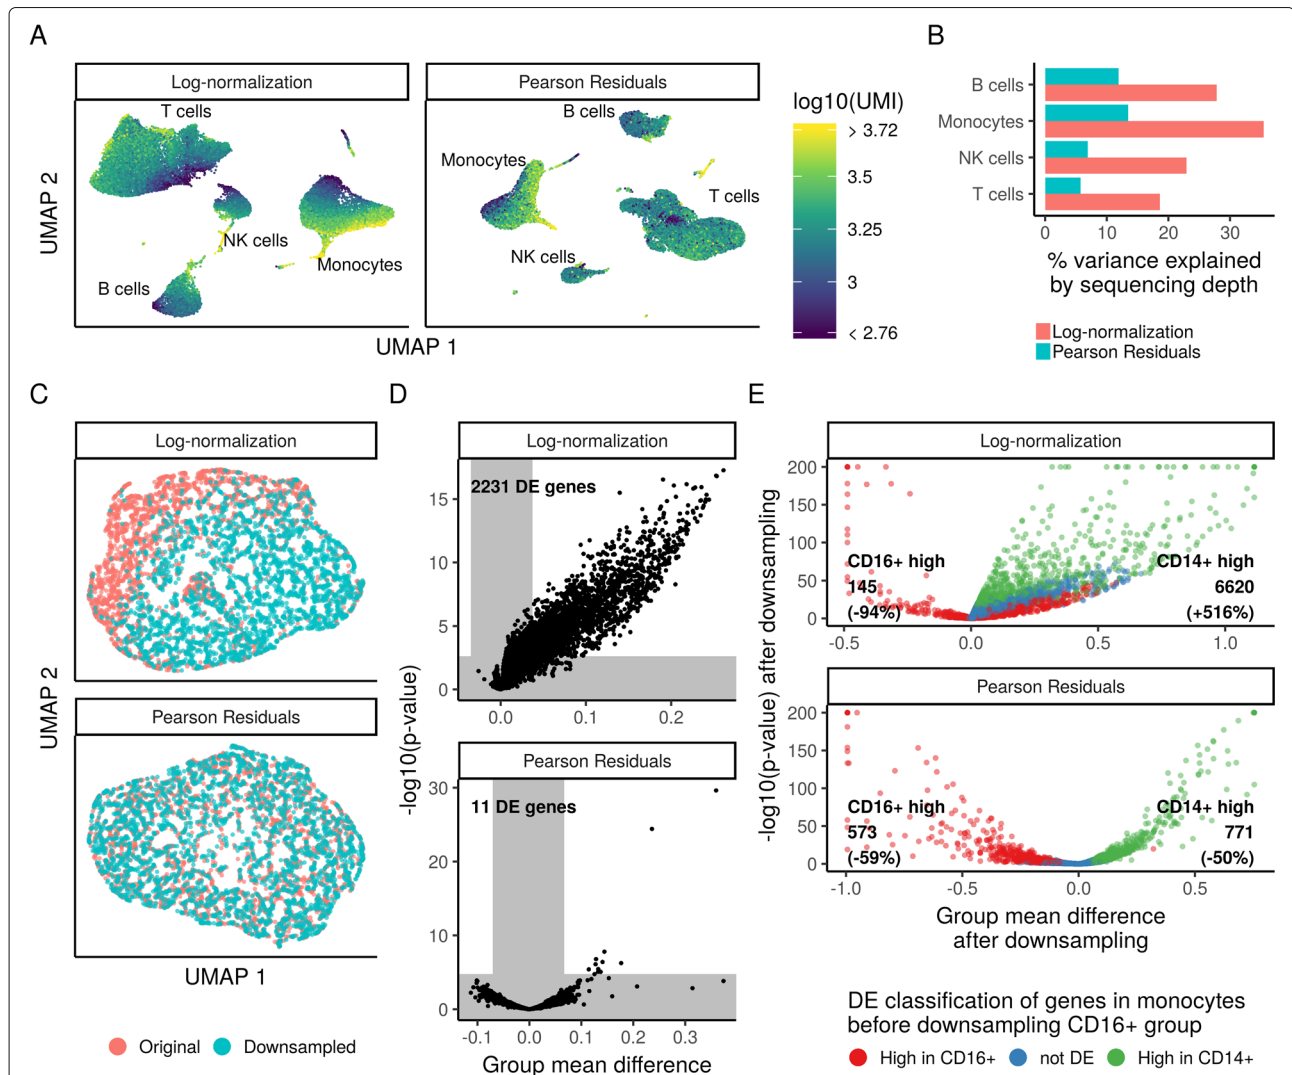 A
Log-normalization
Pearson Residuals
T cells
NK cells
Monocytes
B cells
B cells
Monocytes
T cells
NK cells
UMAP 2
UMAP 1
log10(UMI)
> 3.72
3.5
3.25
3
< 2.76
B
B cells
Monocytes
NK cells
T cells
0 10 20 30
% variance explained
by sequencing depth
Log-normalization
Pearson Residuals
C
Log-normalization
Pearson Residuals
UMAP 2
UMAP 1
Original
Downsampled
D
Log-normalization
2231 DE genes
15
10
5
0
0.0 0.1 0.2
-log10(p-value)
Pearson Residuals
11 DE genes
30
20
10
0
-0.1 0.0 0.1 0.2 0.3
Group mean difference
E
Log-normalization
200
150
100
50
0
CD16+ high
145
(-94%)
CD14+ high
6620
(+516%)
-0.5 0.0 0.5 1.0
-log10(p-value) after downsampling
Pearson Residuals
200
150
100
50
0
CD16+ high
573
(-59%)
CD14+ high
771
(-50%)
-1.0 -0.5 0.0 0.5
Group mean difference
after downsampling
DE classification of genes in monocytes
before downsampling CD16+ group
High in CD16+
not DE
High in CD14+